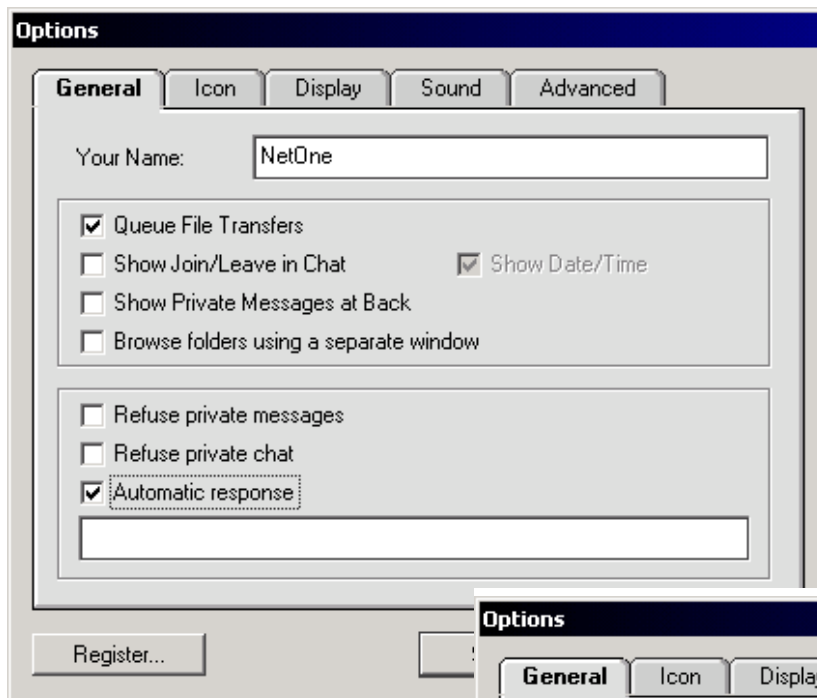 Options
General Icon Display Sound Advanced
Your Name: NetOne
Queue File Transfers
Show Join/Leave in Chat Show Date/Time
Show Private Messages at Back
Browse folders using a separate window
Refuse private messages
Refuse private chat
Automatic response
Options
Register...
General Icon